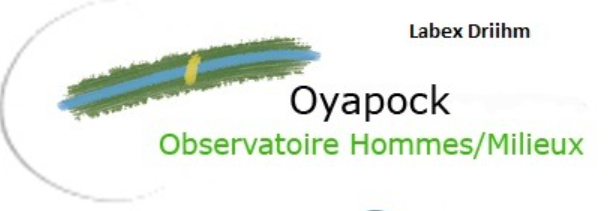 Labex Driihm
Oyapock
Observatoire Hommes/Milieux